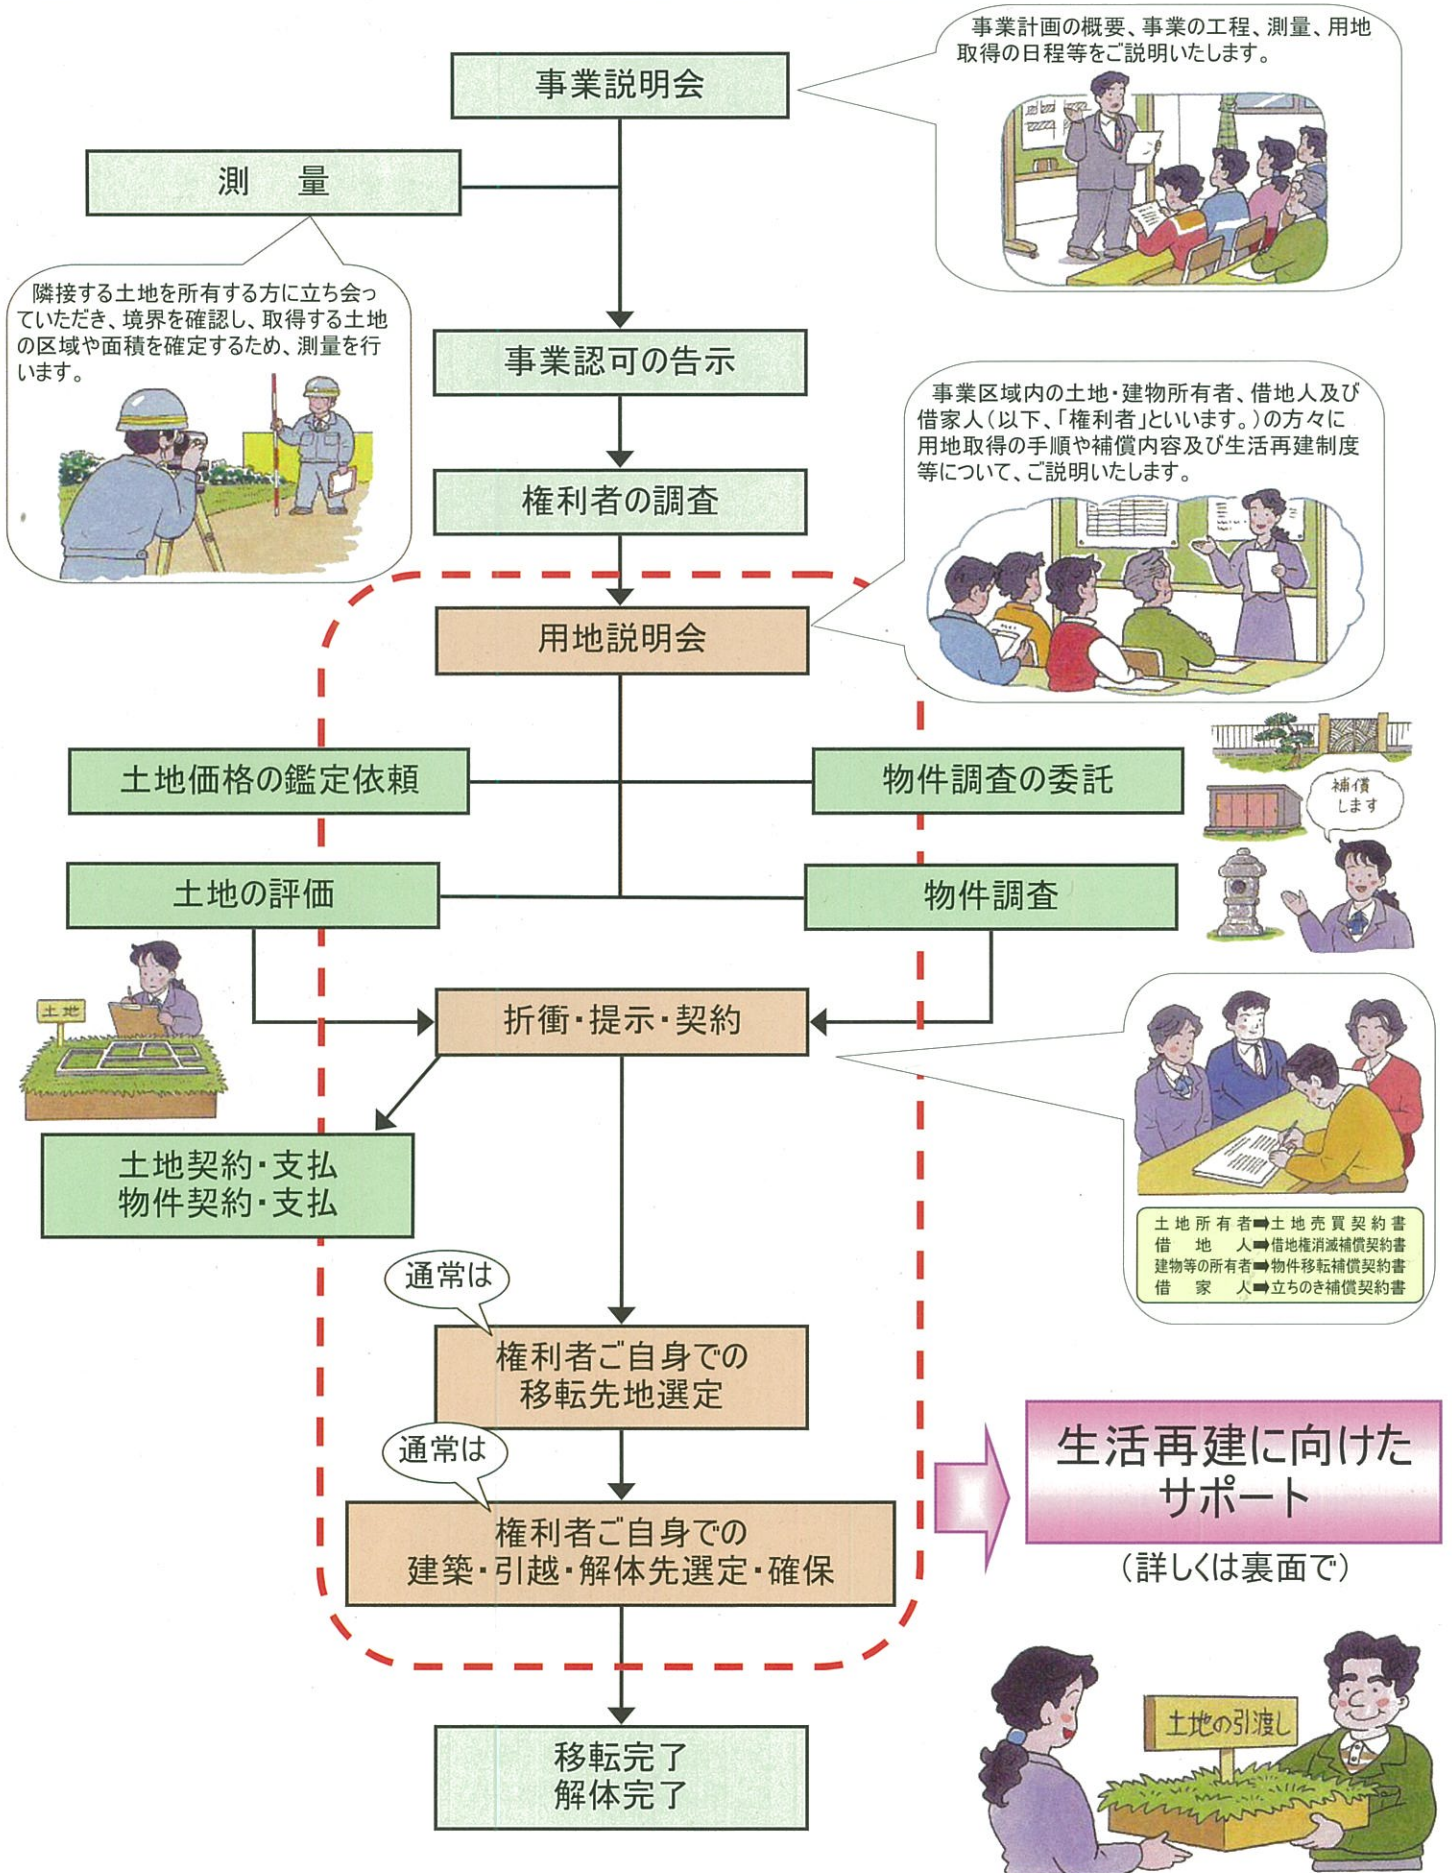 事業説明会
事業計画の概要、事業の工程、測量、用地
取得の日程等をご説明いたします。
測　量
隣接する土地を所有する方に立ち会っ
ていただき、境界を確認し、取得する土地
の区域や面積を確定するため、測量を行
います。
事業認可の告示
権利者の調査
事業区域内の土地・建物所有者、借地人及び
借家人（以下、「権利者」といいます。）の方々に
用地取得の手順や補償内容及び生活再建制度
等について、ご説明いたします。
用地説明会
土地価格の鑑定依頼
物件調査の委託
補償
します
土地の評価
物件調査
土地
折衝・提示・契約
土地契約・支払
物件契約・支払
土地所有者➡土地売買契約書
借地人➡借地権消滅補償契約書
建物等の所有者➡物件移転補償契約書
借家人➡立ちのき補償契約書
通常は
権利者ご自身での
移転先地選定
通常は
権利者ご自身での
建築・引越・解体先選定・確保
生活再建に向けた
サポート
（詳しくは裏面で）
土地の引渡し
移転完了
解体完了